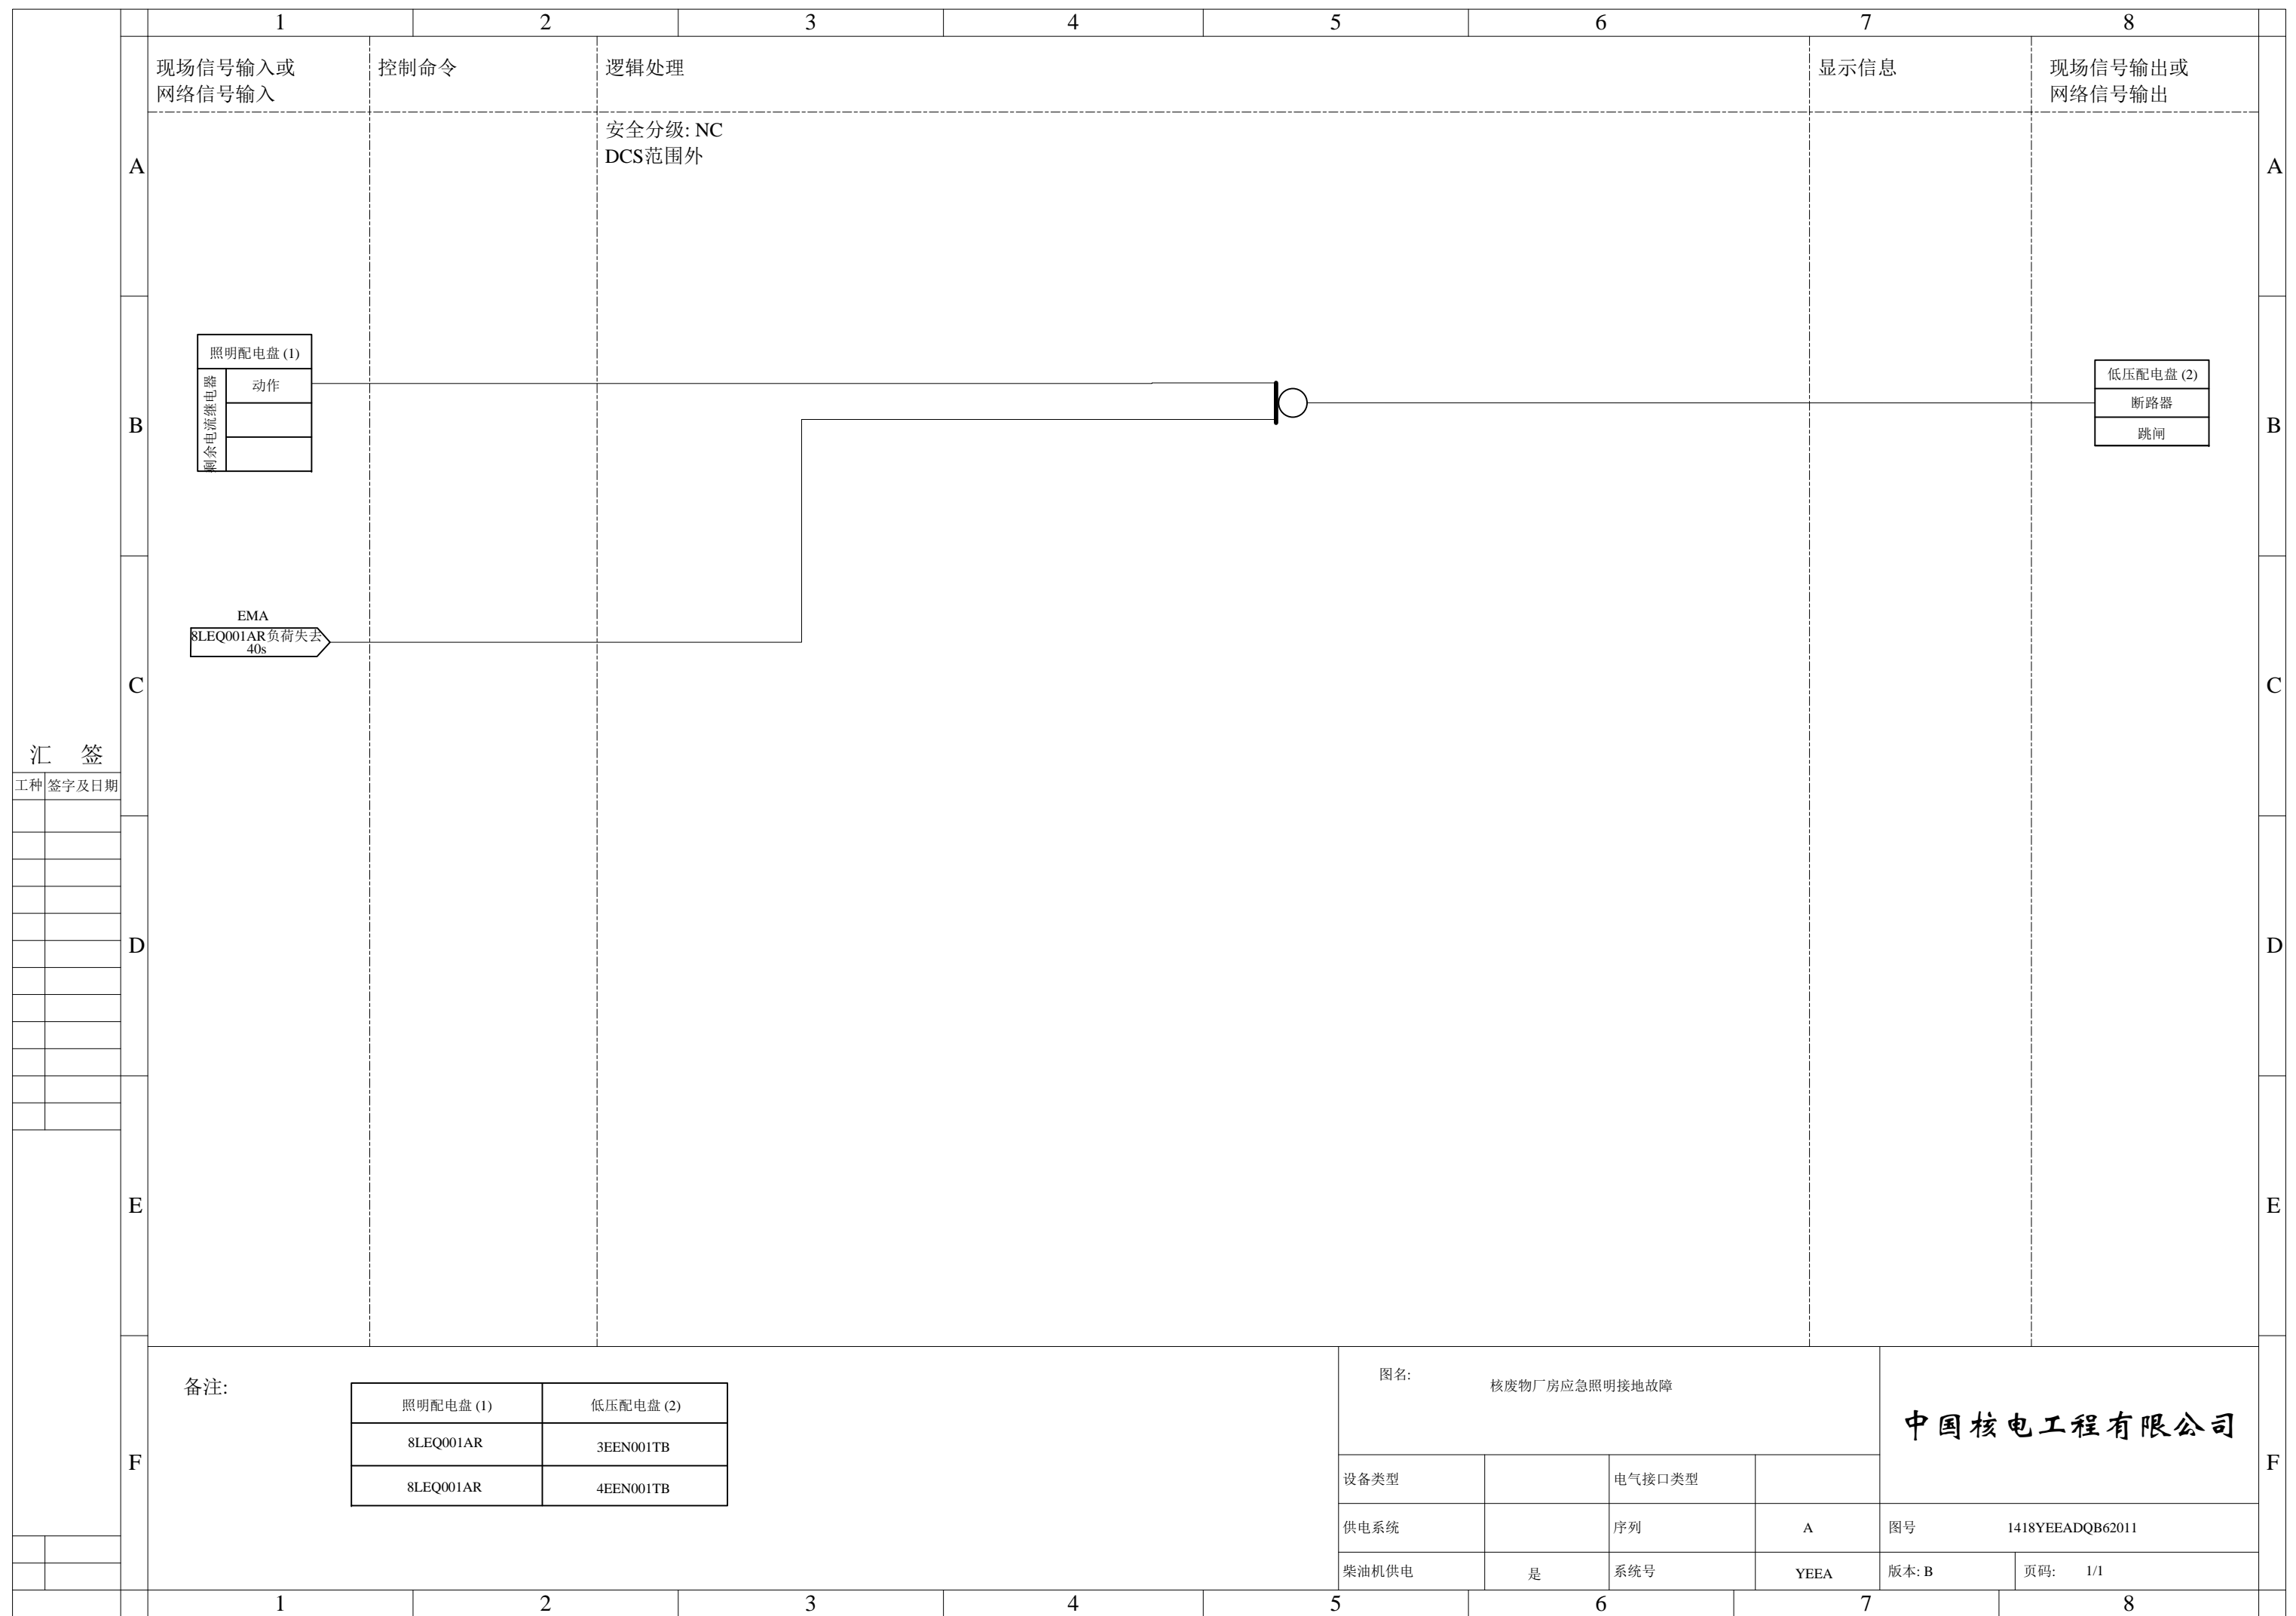 1 2 3 4 5 6 7 8
现场信号输入或
网络信号输入
控制命令
逻辑处理
显示信息
现场信号输出或
网络信号输出
安全分级: NC
DCS范围外
A A
照明配电盘 (1)
剩余电流继电器
动作
低压配电盘 (2)
断路器
跳闸
B B
EMA
8LEQ001AR负荷失去
40s
C C
汇 签
工种 签字及日期
D D
E E
备注:
照明配电盘 (1) 低压配电盘 (2)
8LEQ001AR 3EEN001TB
8LEQ001AR 4EEN001TB
图名: 核废物厂房应急照明接地故障
中国核电工程有限公司
F F
设备类型 电气接口类型
供电系统 序列 A 图号 1418YEEADQB62011
柴油机供电 是 系统号 YEEA 版本: B 页码: 1/1
1 2 3 4 5 6 7 8